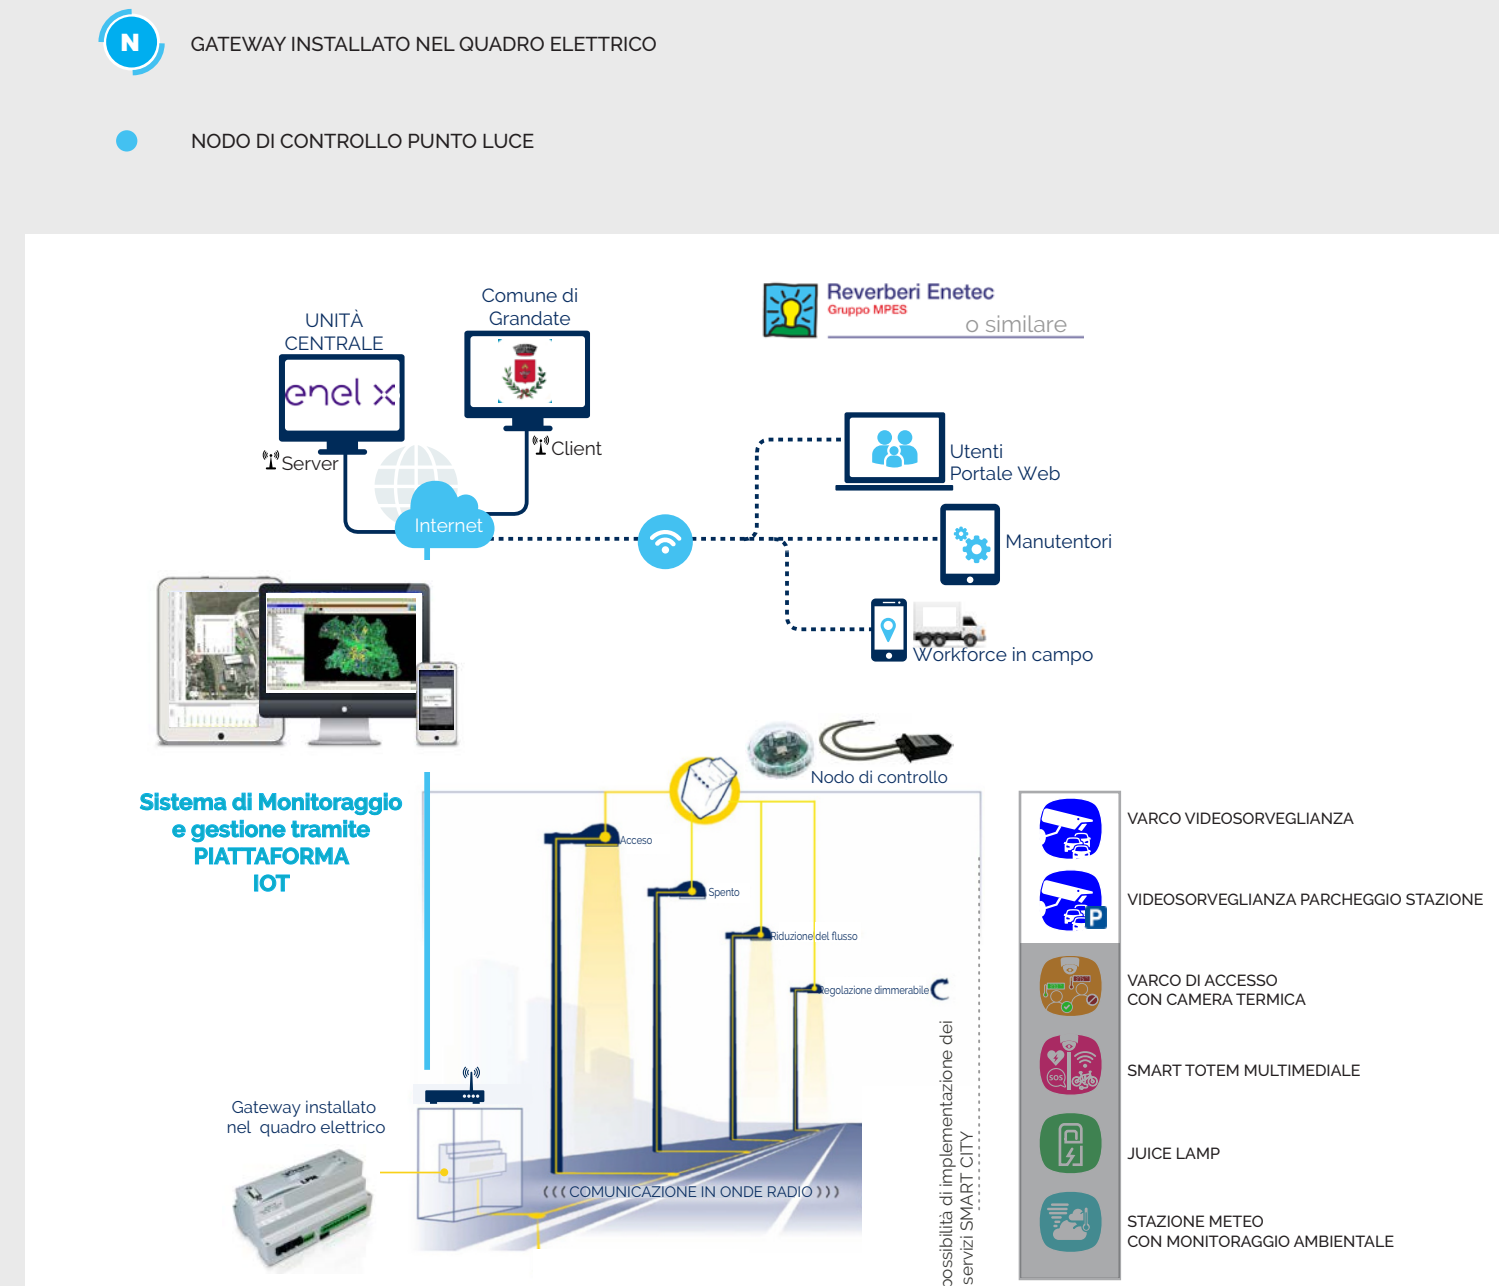 N
GATEWAY INSTALLATO NEL QUADRO ELETTRICO
NODO DI CONTROLLO PUNTO LUCE
Comune di
Grandate
UNITÀ
CENTRALE
enel x
Server
Client
Internet
Reverberi Enetec
Gruppo MPES
o similare
Utenti
Portale Web
Manutentori
Workforce in campo
Nodo di controllo
Sistema di Monitoraggio
e gestione tramite
PIATTAFORMA
IOT
Acceso
Spento
Riduzione del flusso
Regolazione dimmerabile
Gateway installato
nel quadro elettrico
((( COMUNICAZIONE IN ONDE RADIO )))
possibilità di implementazione dei
servizi SMART CITY
VARCO VIDEOSORVEGLIANZA
P
VIDEOSORVEGLIANZA PARCHEGGIO STAZIONE
VARCO DI ACCESSO
CON CAMERA TERMICA
SOS
SMART TOTEM MULTIMEDIALE
JUICE LAMP
STAZIONE METEO
CON MONITORAGGIO AMBIENTALE